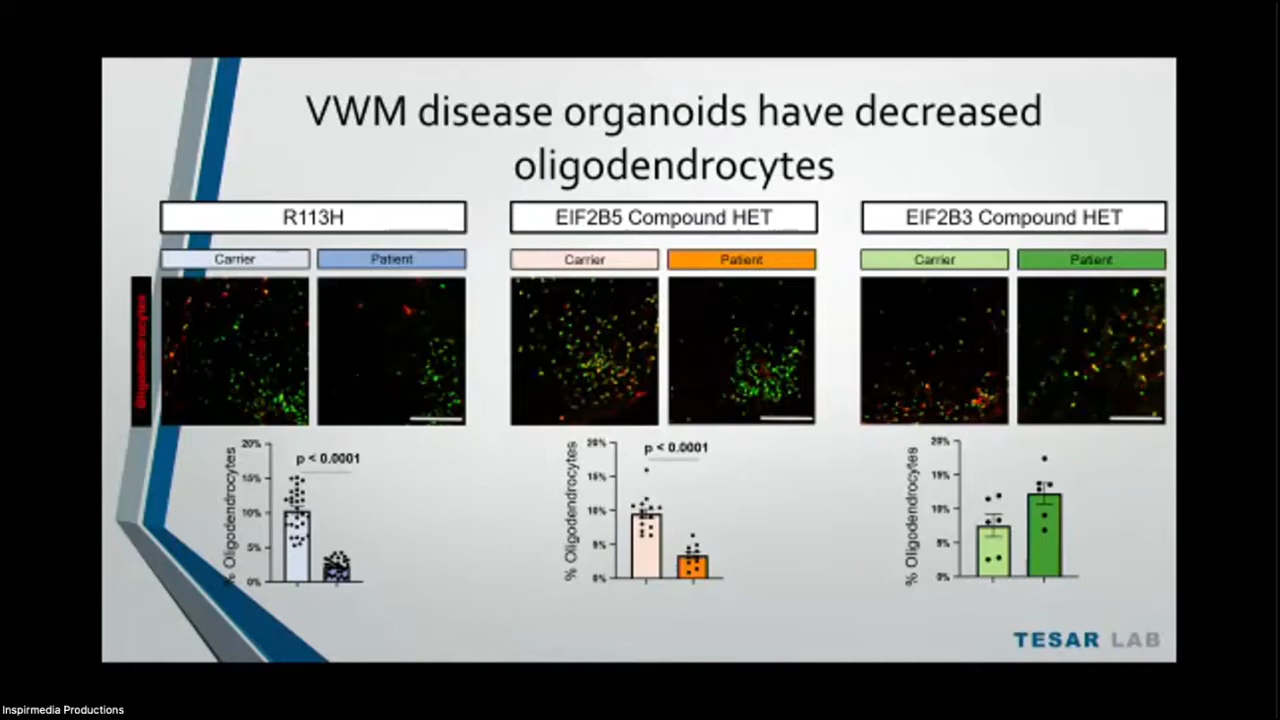 VWM disease organoids have decreased
oligodendrocytes
R113H
EIF2B5 Compound HET
EIF2B3 Compound HET
Carrier
Patient
Carrier
Patient
Carrier
Patient
Oligodendrocytes
% Oligodendrocytes
20%
15%
10%
5%
0%
p < 0.0001
% Oligodendrocytes
20%
15%
10%
5%
0%
p < 0.0001
% Oligodendrocytes
20%
15%
10%
5%
0%
TESAR LAB
Inspirmedia Productions